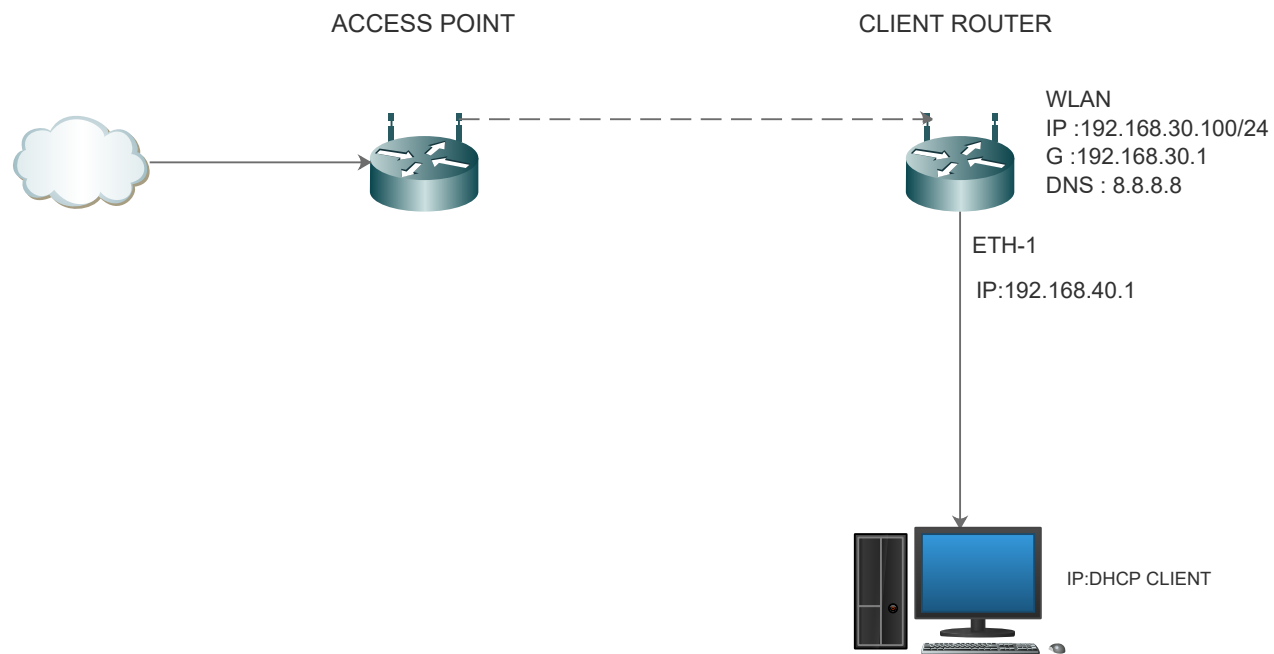 ACCESS POINT
CLIENT ROUTER
WLAN
IP :192.168.30.100/24
G :192.168.30.1
DNS : 8.8.8.8
ETH-1
IP:192.168.40.1
IP:DHCP CLIENT